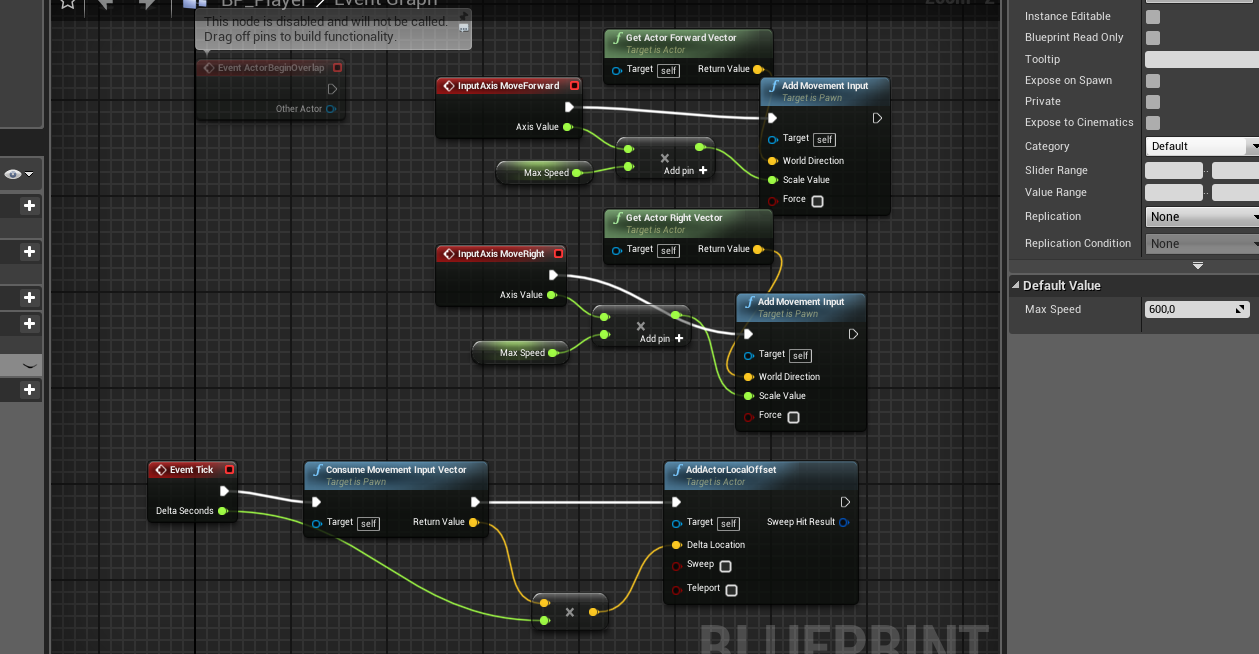 BP_Player / Event Graph
Zoom -2
This node is disabled and will not be called.
Drag off pins to build functionality.
Event ActorBeginOverlap
Other Actor
Get Actor Forward Vector
Target is Actor
Target self Return Value
InputAxis MoveForward
Axis Value
Max Speed
Add pin
Add Movement Input
Target is Pawn
Target self
World Direction
Scale Value
Force
Get Actor Right Vector
Target is Actor
Target self Return Value
InputAxis MoveRight
Axis Value
Max Speed
Add pin
Add Movement Input
Target is Pawn
Target self
World Direction
Scale Value
Force
Event Tick
Delta Seconds
Consume Movement Input Vector
Target is Pawn
Target self Return Value
AddActorLocalOffset
Target is Actor
Target self Sweep Hit Result
Delta Location
Sweep
Teleport
BLUEPRINT
Instance Editable
Blueprint Read Only
Tooltip
Expose on Spawn
Private
Expose to Cinematics
Category Default
Slider Range
Value Range
Replication None
Replication Condition None
Default Value
Max Speed 600,0